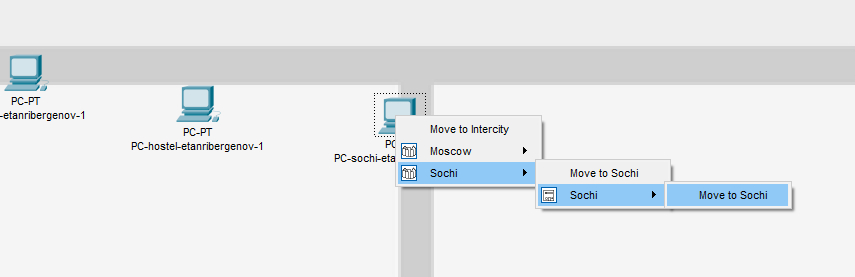 PC-PT
-etanribergenov-1
PC-PT
PC-hostel-etanribergenov-1
PC
PC-sochi-eta
Move to Intercity
Moscow
Sochi
Move to Sochi
Sochi
Move to Sochi